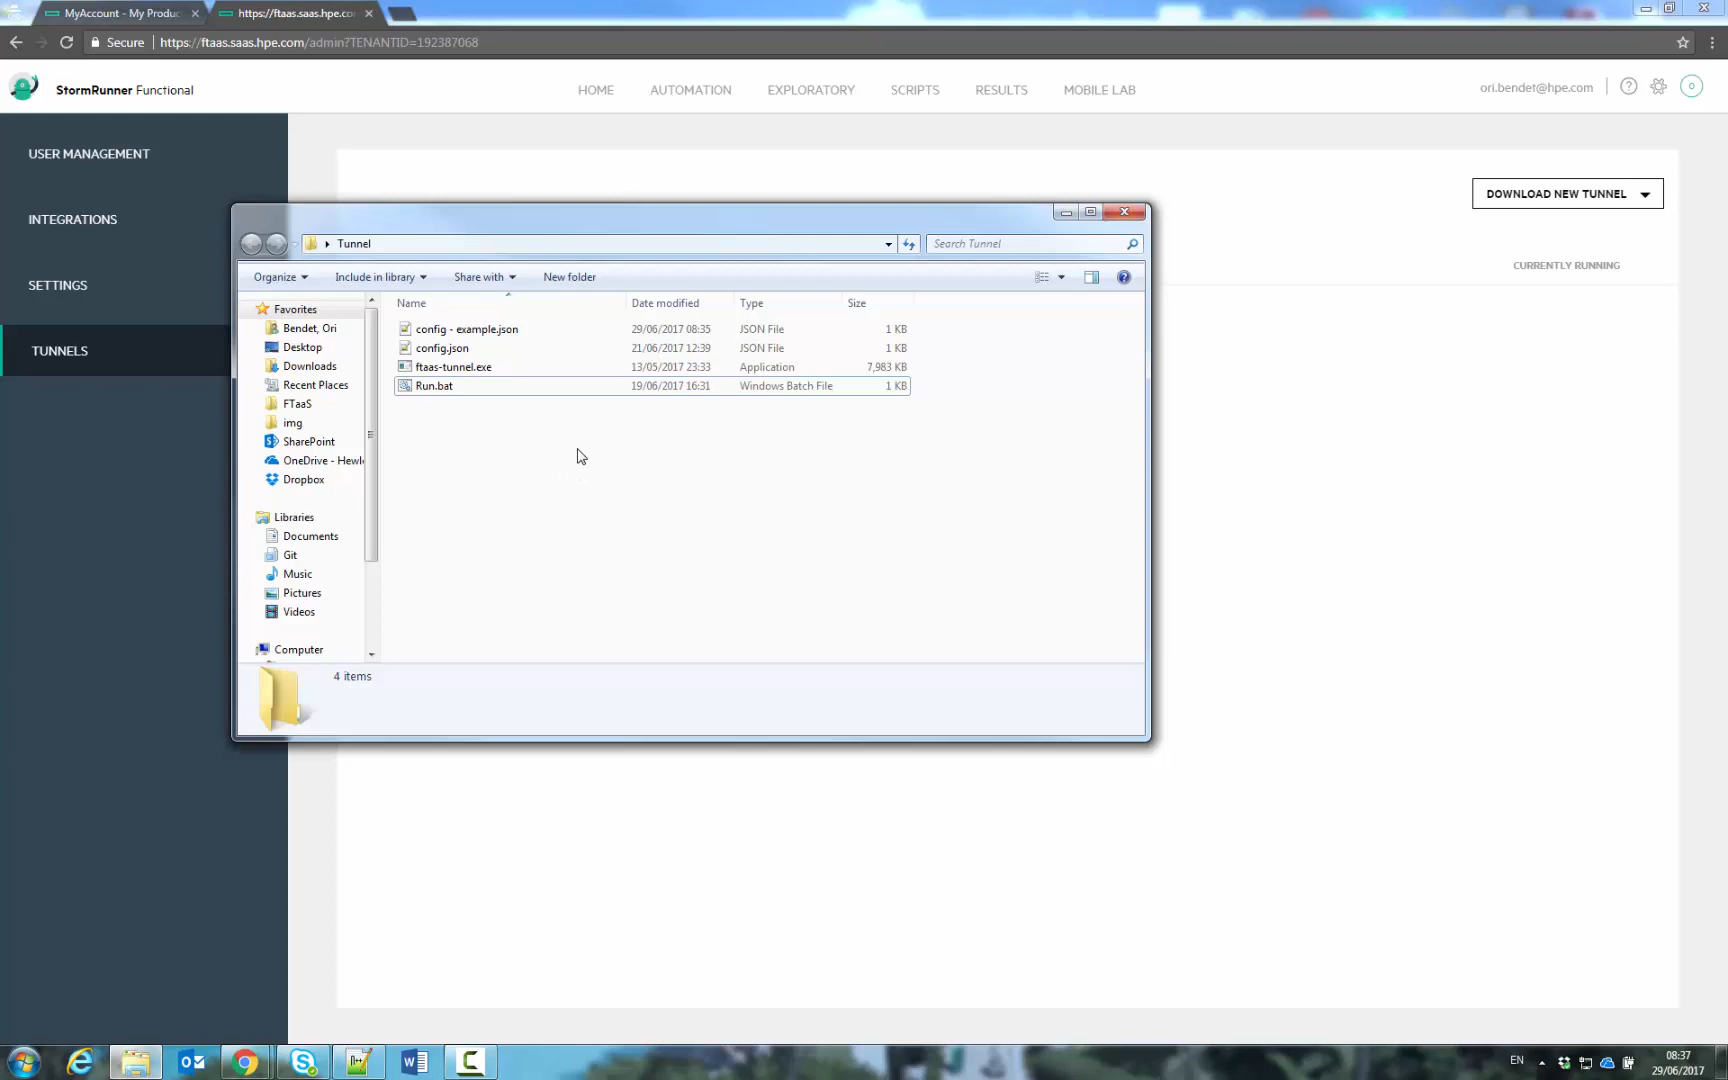 MyAccount - My Produc
https://ftaas.saas.hpe.co
Secure https://ftaas.saas.hpe.com/admin?TENANTID=192387068
StormRunner Functional
HOME
AUTOMATION
EXPLORATORY
SCRIPTS
RESULTS
MOBILE LAB
ori.bendet@hpe.com
USER MANAGEMENT
INTEGRATIONS
SETTINGS
TUNNELS
DOWNLOAD NEW TUNNEL
CURRENTLY RUNNING
Tunnel
Search Tunnel
Organize
Include in library
Share with
New folder
Favorites
Bendet, Ori
Desktop
Downloads
Recent Places
FTaaS
img
SharePoint
OneDrive - Hewle
Dropbox
Libraries
Documents
Git
Music
Pictures
Videos
Computer
Name Date modified Type Size
config - example.json 29/06/2017 08:35 JSON File 1 KB
config.json 21/06/2017 12:39 JSON File 1 KB
ftaas-tunnel.exe 13/05/2017 23:33 Application 7,983 KB
Run.bat 19/06/2017 16:31 Windows Batch File 1 KB
4 items
EN
08:37
29/06/2017